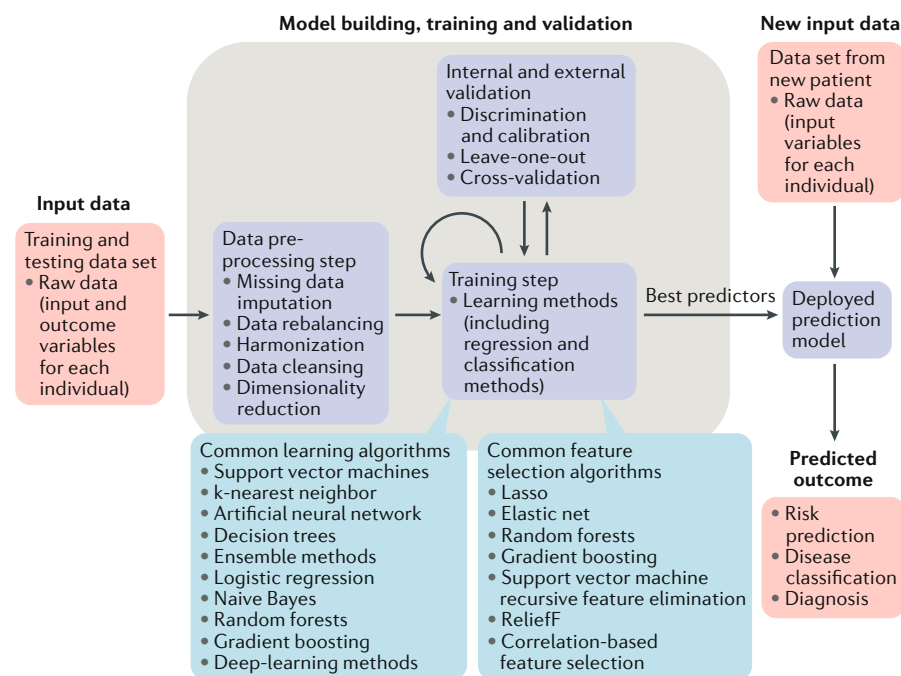 Model building, training and validation
New input data
Internal and external
validation
• Discrimination
and calibration
• Leave-one-out
• Cross-validation
Data set from
new patient
• Raw data
(input
variables
for each
individual)
Input data
Training and
testing data set
• Raw data
(input and
outcome
variables
for each
individual)
Data pre-
processing step
• Missing data
imputation
• Data rebalancing
• Harmonization
• Data cleansing
• Dimensionality
reduction
Training step
• Learning methods
(including
regression and
classification
methods)
Best predictors
Deployed
prediction
model
Common learning algorithms
• Support vector machines
• k-nearest neighbor
• Artificial neural network
• Decision trees
• Ensemble methods
• Logistic regression
• Naive Bayes
• Random forests
• Gradient boosting
• Deep-learning methods
Common feature
selection algorithms
• Lasso
• Elastic net
• Random forests
• Gradient boosting
• Support vector machine
recursive feature elimination
• ReliefF
• Correlation-based
feature selection
Predicted
outcome
• Risk
prediction
• Disease
classification
• Diagnosis